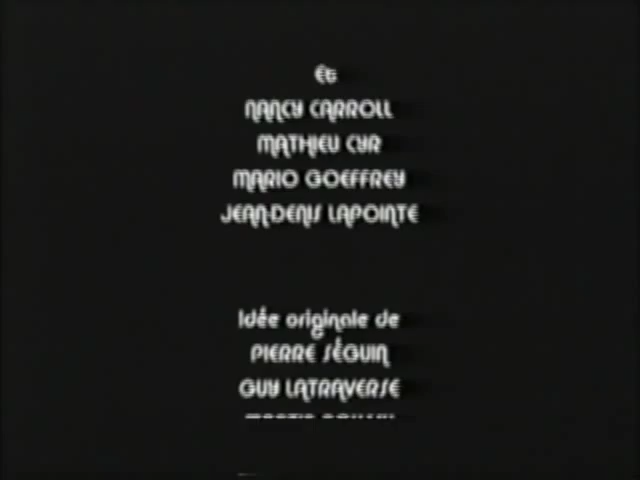 Et
NANCY CARROLL
MATHIEU CYR
MARIO GOEFFREY
JEAN-DENIS LAPOINTE
Idée originale de
PIERRE SÉGUIN
GUY LATRAVERSE